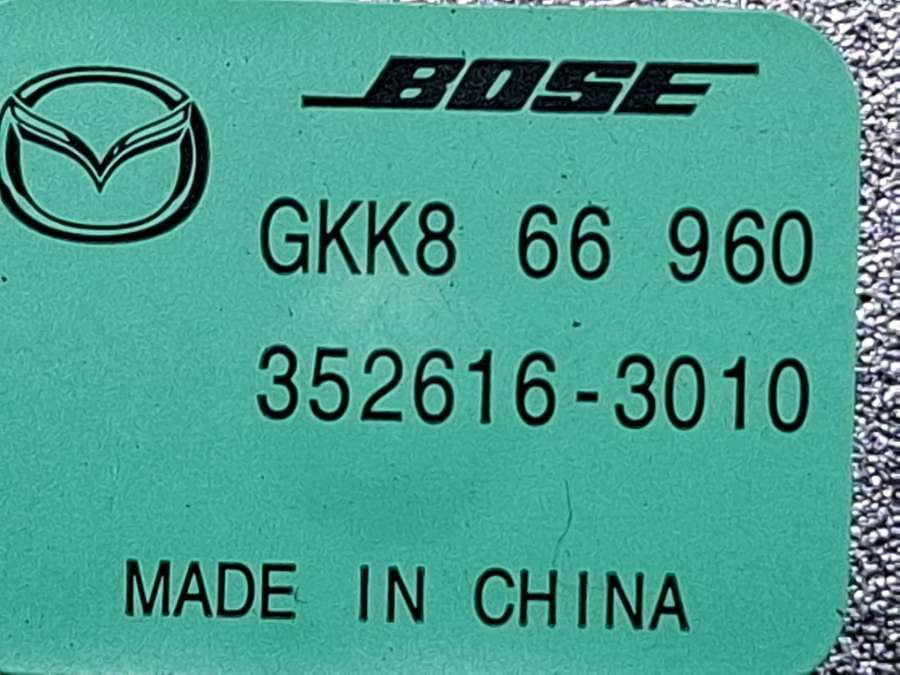 BOSE
GKK8 66 960
352616-3010
MADE IN CHINA